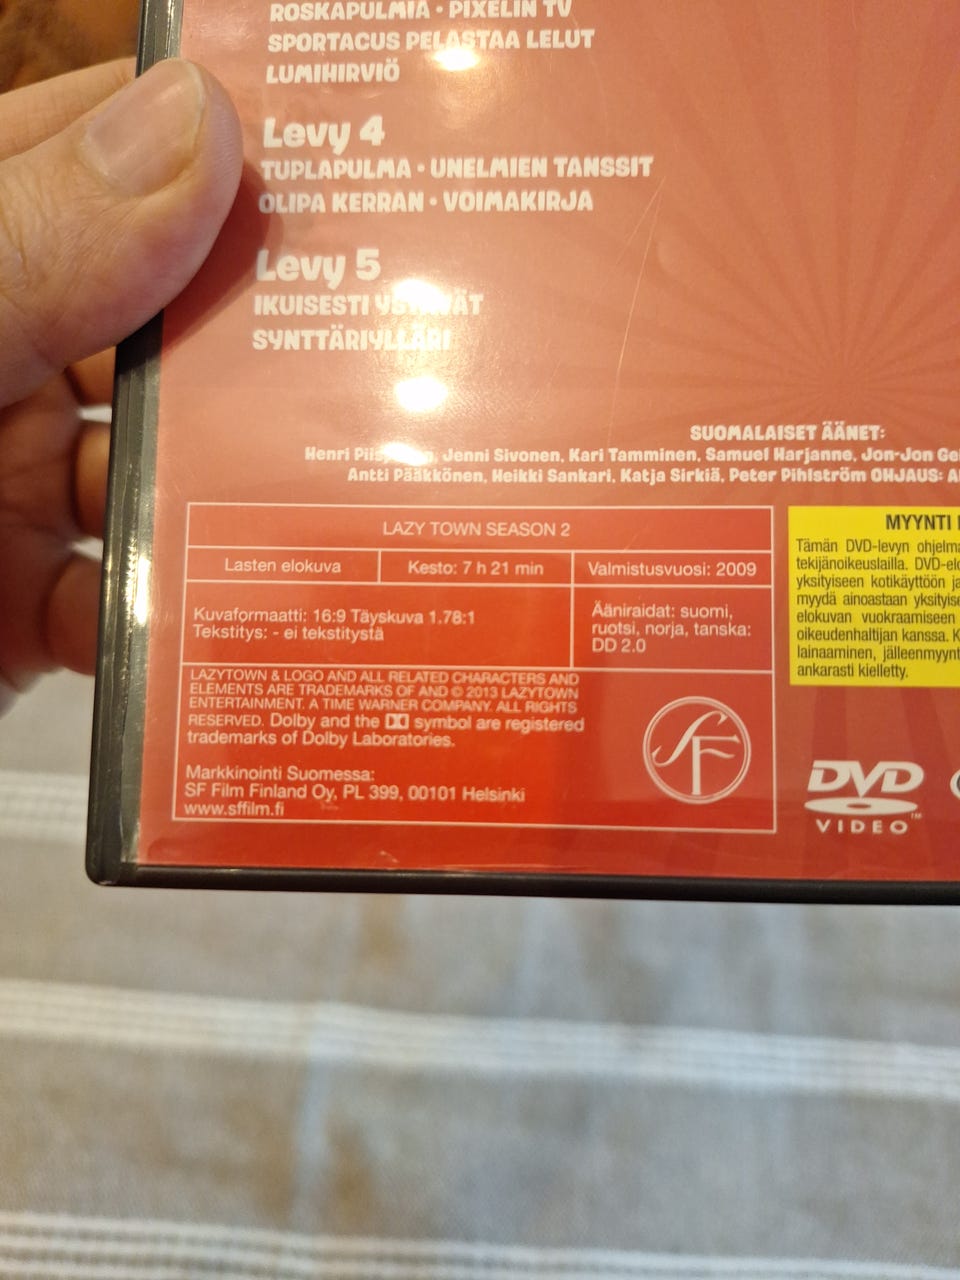 ROSKAPULMIA • PIXELIN TV
SPORTACUS PELASTAA LELUT
LUMIHIRVIÖ
Levy 4
TUPLAPULMA • UNELMIEN TANSSIT
OLIPA KERRAN • VOIMAKIRJA
Levy 5
IKUISESTI YSTÄVÄT
SYNTTÄRIYLLÄRI
SUOMALAISET ÄÄNET:
Henri Jenni Sivonen, Kari Tamminen, Samuel Harjanne, Jon-Jon
Antti Pääkkönen, Heikki Sankari, Katja Sirkiä, Peter Pihlström OHJAUS:
LAZY TOWN SEASON 2
Lasten elokuva
Kesto: 7 h 21 min
Valmistusvuosi: 2009
Kuvaformaatti: 16:9 Täyskuva 1.78:1
Tekstitys: - ei tekstitystä
Ääniraidat: suomi,
ruotsi, norja, tanska:
DD 2.0
LAZYTOWN & LOGO AND ALL RELATED CHARACTERS AND
ELEMENTS ARE TRADEMARKS OF AND © 2013 LAZYTOWN
ENTERTAINMENT. A TIME WARNER COMPANY. ALL RIGHTS
RESERVED. Dolby and the symbol are registered
trademarks of Dolby Laboratories.
Markkinointi Suomessa:
SF Film Finland Oy, PL 399, 00101 Helsinki
www.sffilm.fi
SF
MYYNTI
Tämän DVD-levyn
tekijänoikeuslailla.
yksityiseen kotikäyttöön
myydä ainoastaan
elokuvan vuokraamiseen
oikeudenhaltijan kanssa.
lainaaminen,
ankarasti kielletty.
DVD
VIDEO
TM